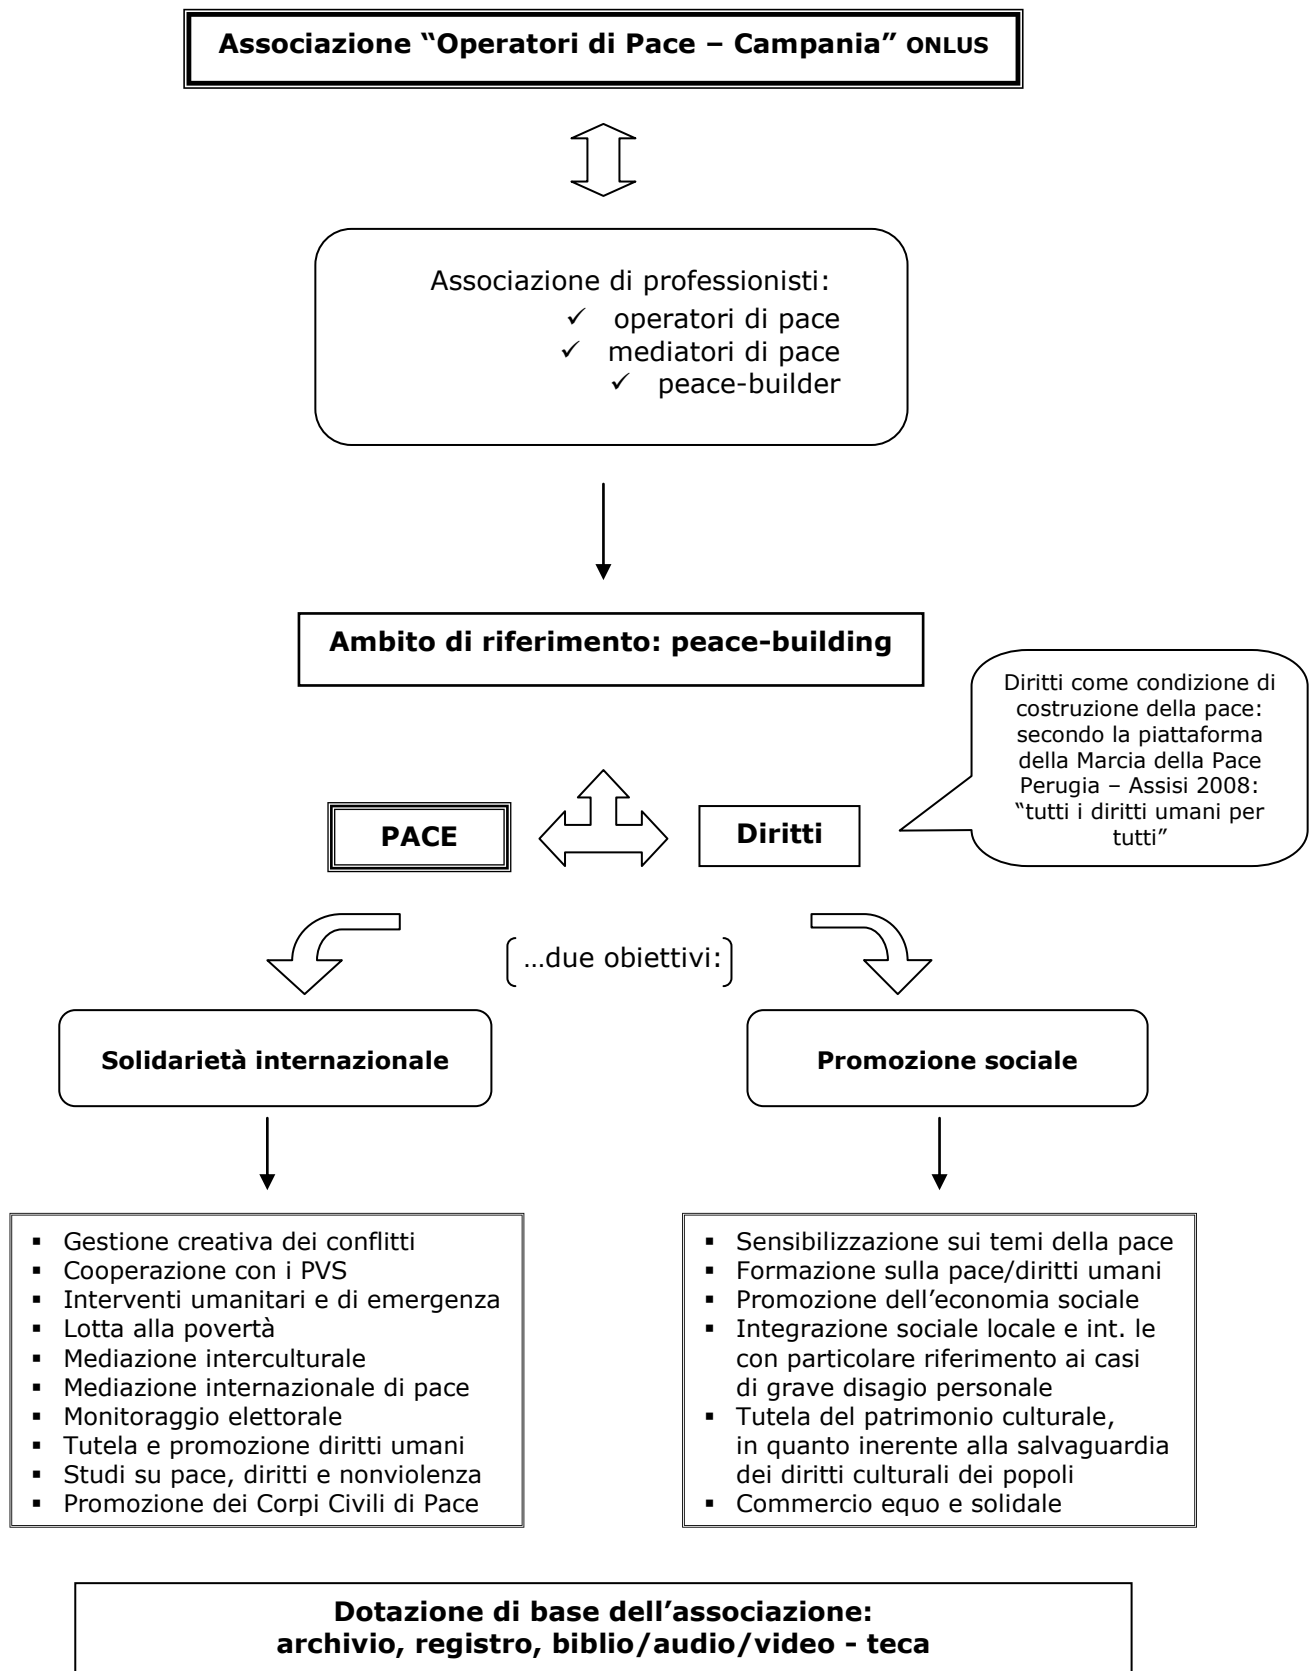 Associazione “Operatori di Pace – Campania” ONLUS
Associazione di professionisti:
✓ operatori di pace
✓ mediatori di pace
✓ peace-builder
Ambito di riferimento: peace-building
Diritti come condizione di
costruzione della pace:
secondo la piattaforma
della Marcia della Pace
Perugia – Assisi 2008:
“tutti i diritti umani per
tutti”
PACE
Diritti
…due obiettivi:
Solidarietà internazionale
Promozione sociale
▪ Gestione creativa dei conflitti
▪ Cooperazione con i PVS
▪ Interventi umanitari e di emergenza
▪ Lotta alla povertà
▪ Mediazione interculturale
▪ Mediazione internazionale di pace
▪ Monitoraggio elettorale
▪ Tutela e promozione diritti umani
▪ Studi su pace, diritti e nonviolenza
▪ Promozione dei Corpi Civili di Pace
▪ Sensibilizzazione sui temi della pace
▪ Formazione sulla pace/diritti umani
▪ Promozione dell’economia sociale
▪ Integrazione sociale locale e int. le
con particolare riferimento ai casi
di grave disagio personale
▪ Tutela del patrimonio culturale,
in quanto inerente alla salvaguardia
dei diritti culturali dei popoli
▪ Commercio equo e solidale
Dotazione di base dell’associazione:
archivio, registro, biblio/audio/video - teca